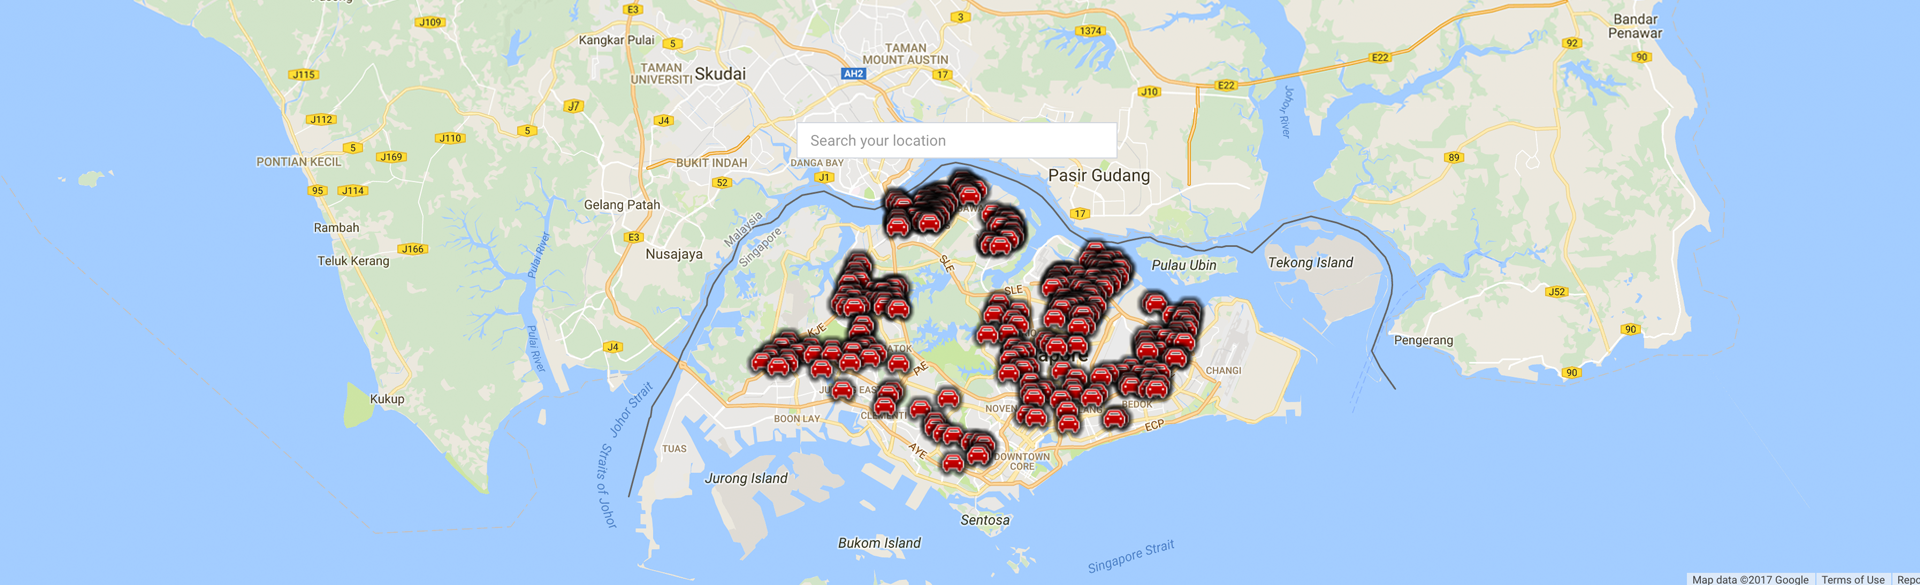 J109
E3
Kangkar Pulai
5
3
TAMAN
MOUNT AUSTIN
1374
Bandar
Penawar
92
90
E22
J115
TAMAN
UNIVERSITI
Skudai
AH2
17
J10
E22
J7
J112
J4
5
J110
Johor River
Search your location
5
J169
PONTIAN KECIL
BUKIT INDAH
DANGA BAY
89
95
J114
52
J1
Pasir Gudang
Gelang Patah
17
Rambah
E3
Malaysia
Singapore
J166
Teluk Kerang
Pulai River
Nusajaya
SLE
Pulau Ubin
Tekong Island
SLE
J52
KJE
Pulai River
J4
90
Pengerang
PIE
CHANGI
90
Kukup
Johor Strait
BOON LAY
BEDOK
ECP
TUAS
AYE
DOWNTOWN
CORE
Straits of Johor
Jurong Island
Sentosa
Bukom Island
Singapore Strait
Map data ©2017 Google
Terms of Use